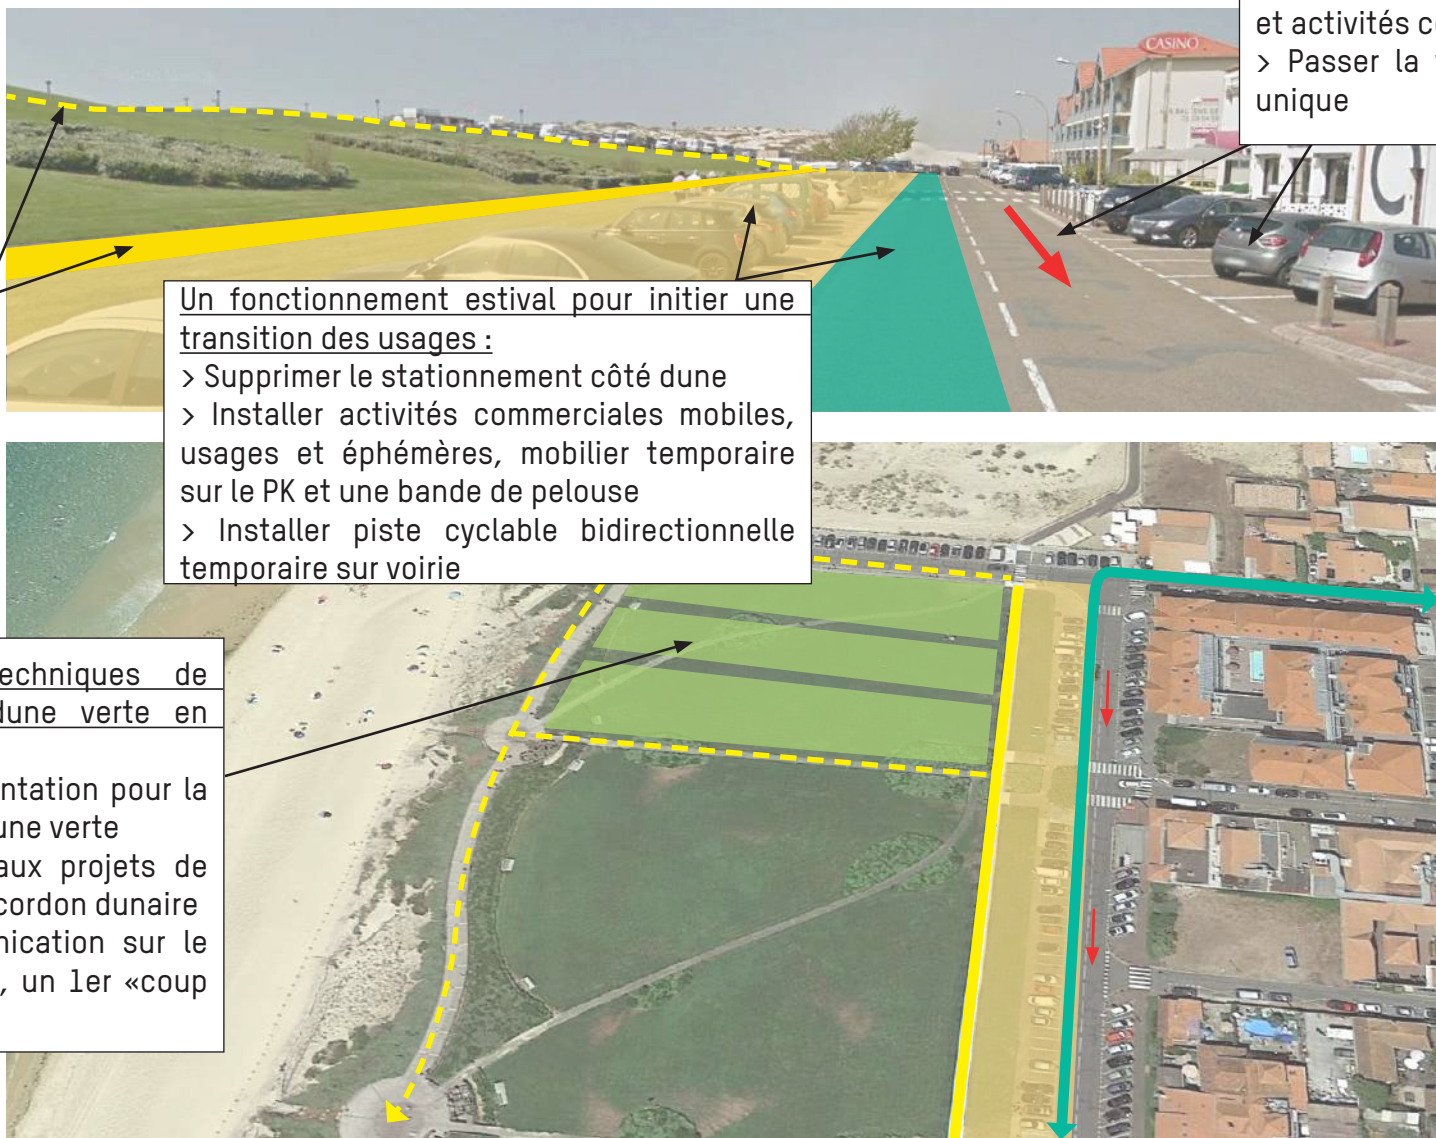 et activités
> Passer la
unique
CASINO
Un fonctionnement estival pour initier une
transition des usages :
> Supprimer le stationnement côté dune
> Installer activités commerciales mobiles,
usages et éphémères, mobilier temporaire
sur le PK et une bande de pelouse
> Installer piste cyclable bidirectionnelle
temporaire sur voirie
echniques de
dune verte en
ntation pour la
une verte
aux projets de
cordon dunaire
nication sur le
, un 1er «coup